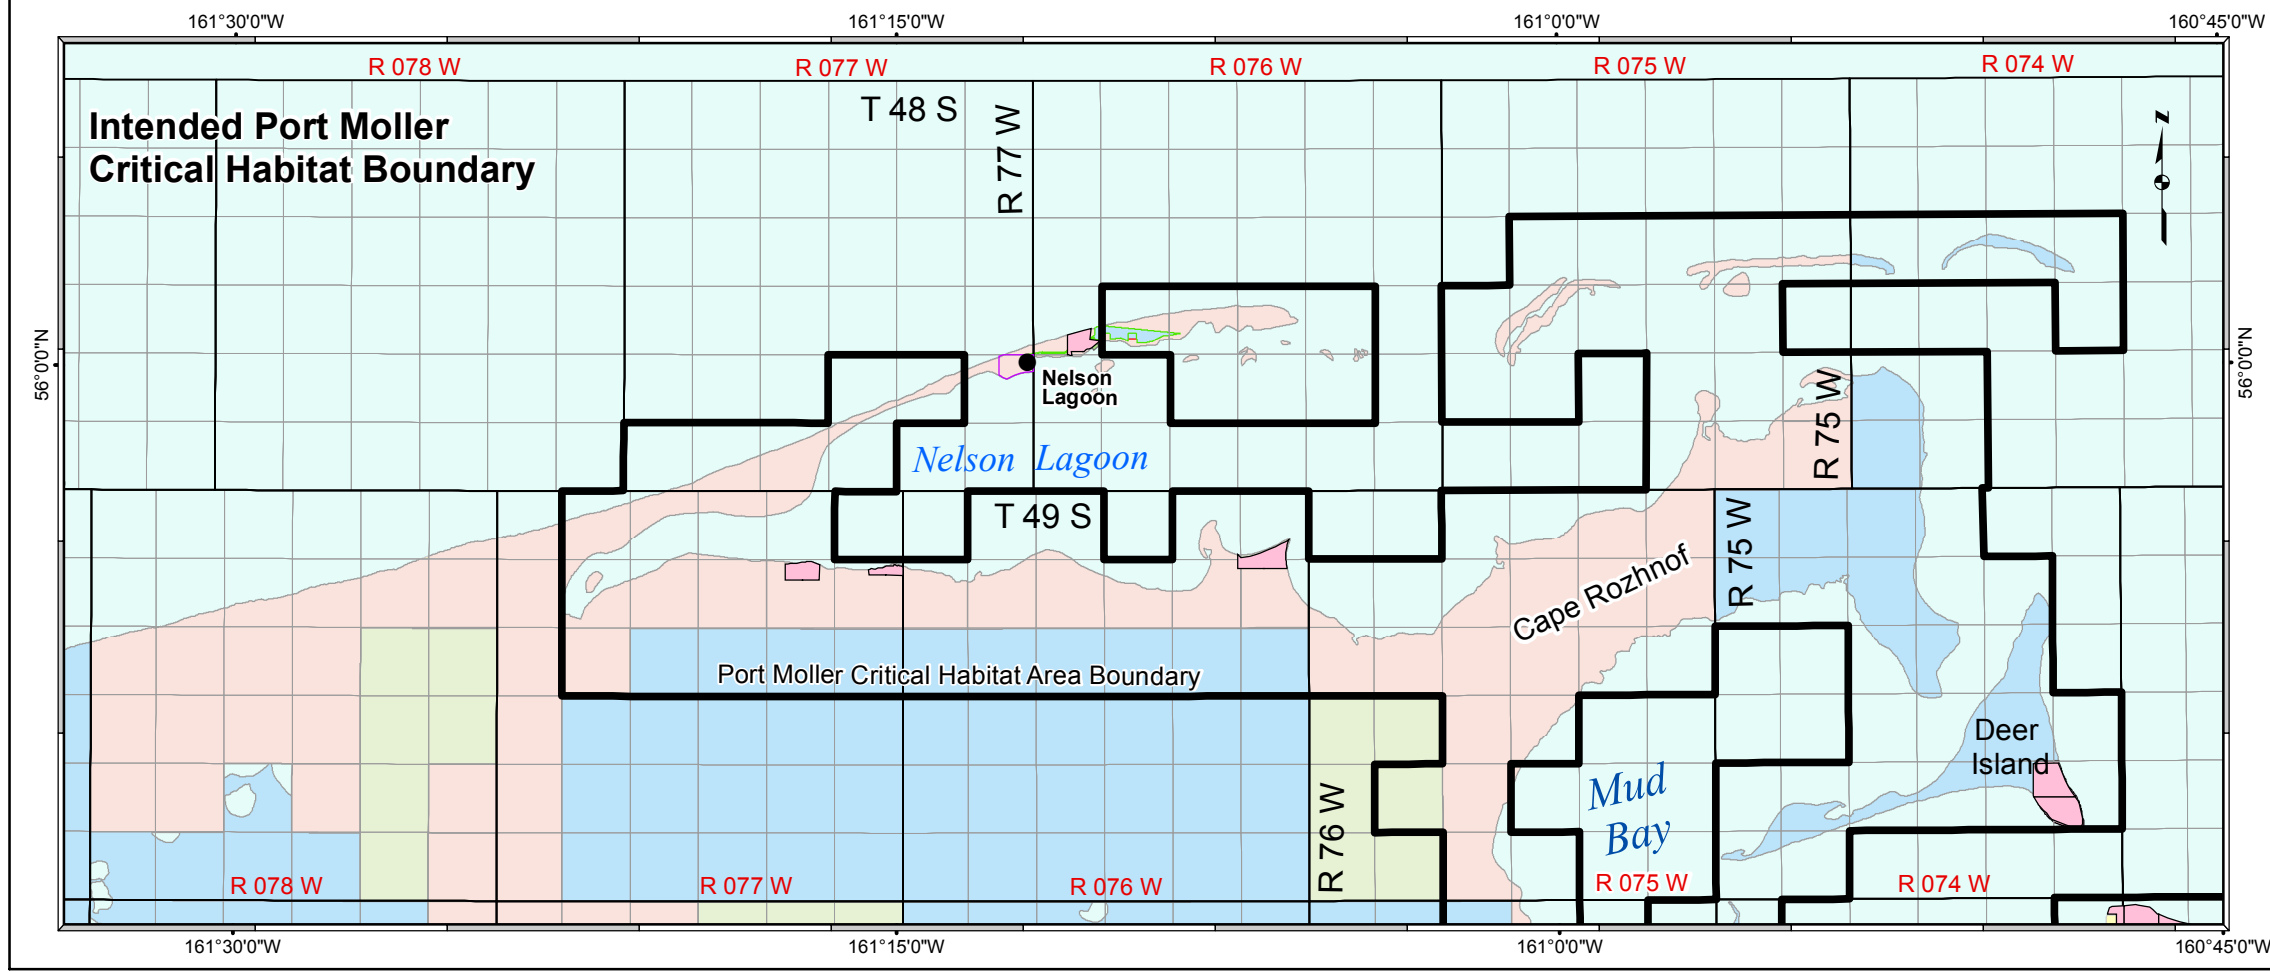 161°30'0"W
161°15'0"W
161°0'0"W
160°45'0"W
R 078 W
R 077 W
R 076 W
R 075 W
R 074 W
Intended Port Moller
Critical Habitat Boundary
T 48 S
R 77 W
N
56°0'0"N
56°0'0"N
Nelson
Lagoon
Nelson Lagoon
R 75 W
T 49 S
R 75 W
Cape Rozhnof
Port Moller Critical Habitat Area Boundary
Deer
Island
Mud
Bay
R 76 W
R 078 W
R 077 W
R 076 W
R 075 W
R 074 W
161°30'0"W
161°15'0"W
161°0'0"W
160°45'0"W